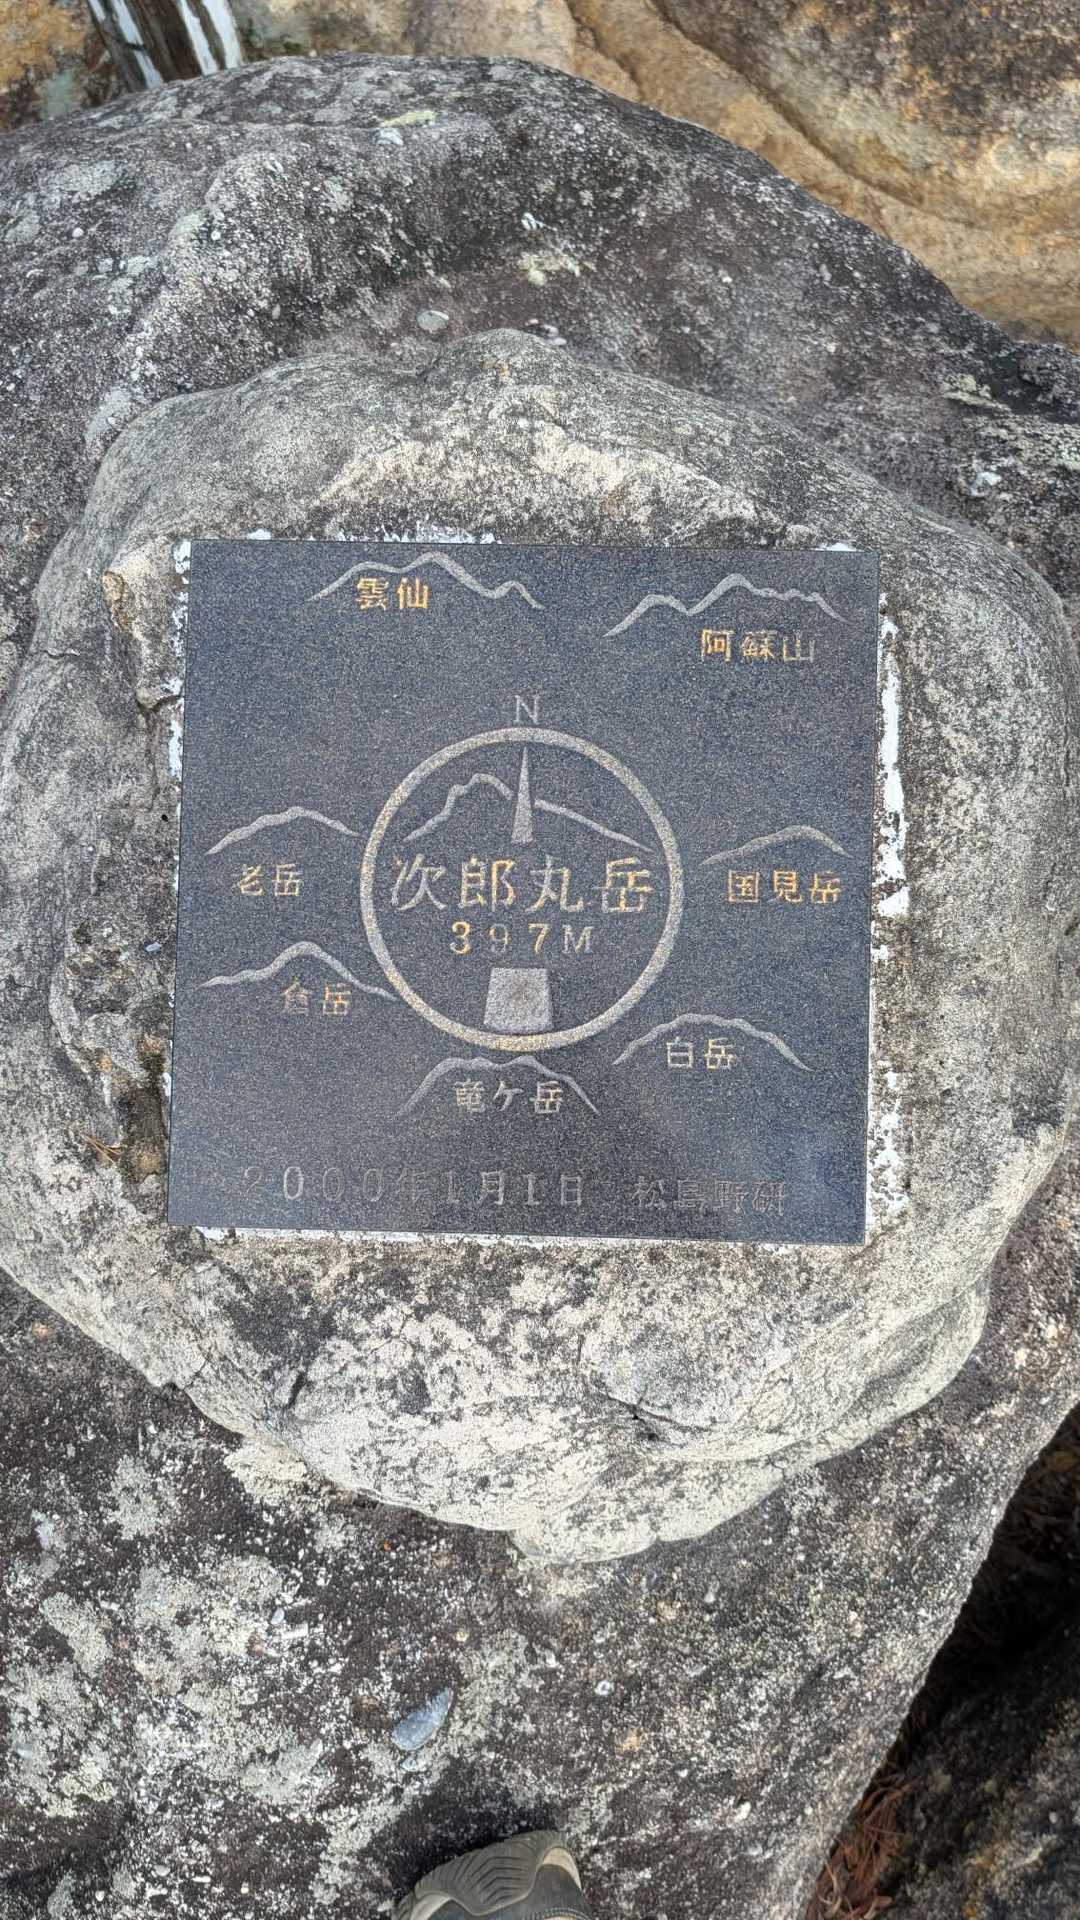 雲仙
阿蘇山
N
老岳
次郎丸岳
国見岳
397M
倉岳
白岳
竜ケ岳
2000年1月1日 松島野研